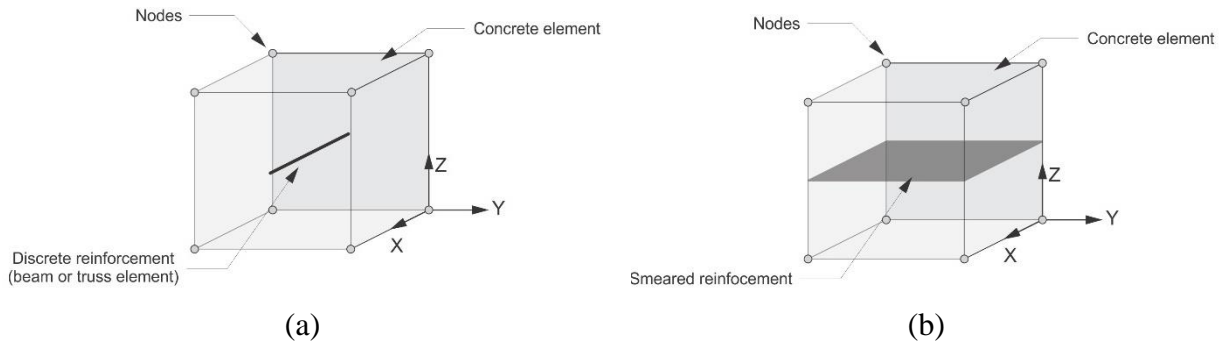 Nodes
Concrete element
Z
Y
X
Discrete reinforcement
(beam or truss element)
(a)
Nodes
Concrete element
Z
Y
X
Smeared reinfocement
(b)